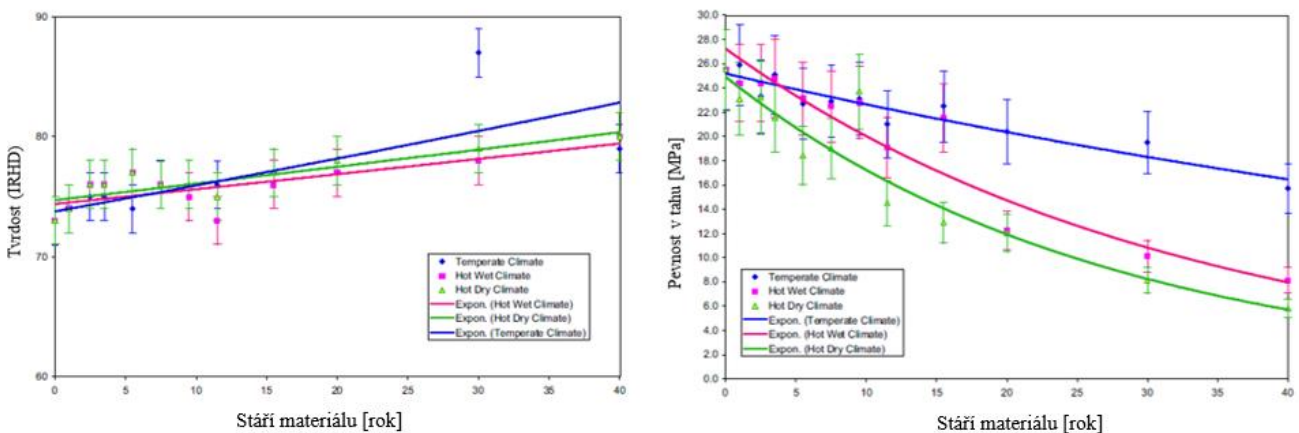 90
80
70
60
Tvrdost (IRHD)
Temperate Climate
Hot Wet Climate
Hot Dry Climate
Expon. (Hot Wet Climate)
Expon. (Hot Dry Climate)
Expon. (Temperate Climate)
0 5 10 15 20 25 30 35 40
Stáří materiálu [rok]
30.0
28.0
26.0
24.0
22.0
20.0
18.0
16.0
14.0
12.0
10.0
8.0
6.0
4.0
2.0
0.0
Pevnost v tahu [MPa]
Temperate Climate
Hot Wet Climate
Hot Dry Climate
Expon. (Temperate Climate)
Expon. (Hot Wet Climate)
Expon. (Hot Dry Climate)
0 5 10 15 20 25 30 35 40
Stáří materiálu [rok]